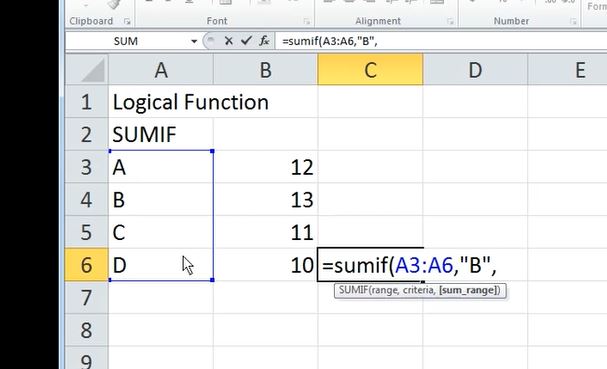 Clipboard Font Alignment Number
SUM fx =sumif(A3:A6,"B",
A B C D E
1 Logical Function
2 SUMIF
3 A 12
4 B 13
5 C 11
6 D 10 =sumif(A3:A6,"B",
SUMIF(range, criteria, [sum_range])
7
8
9